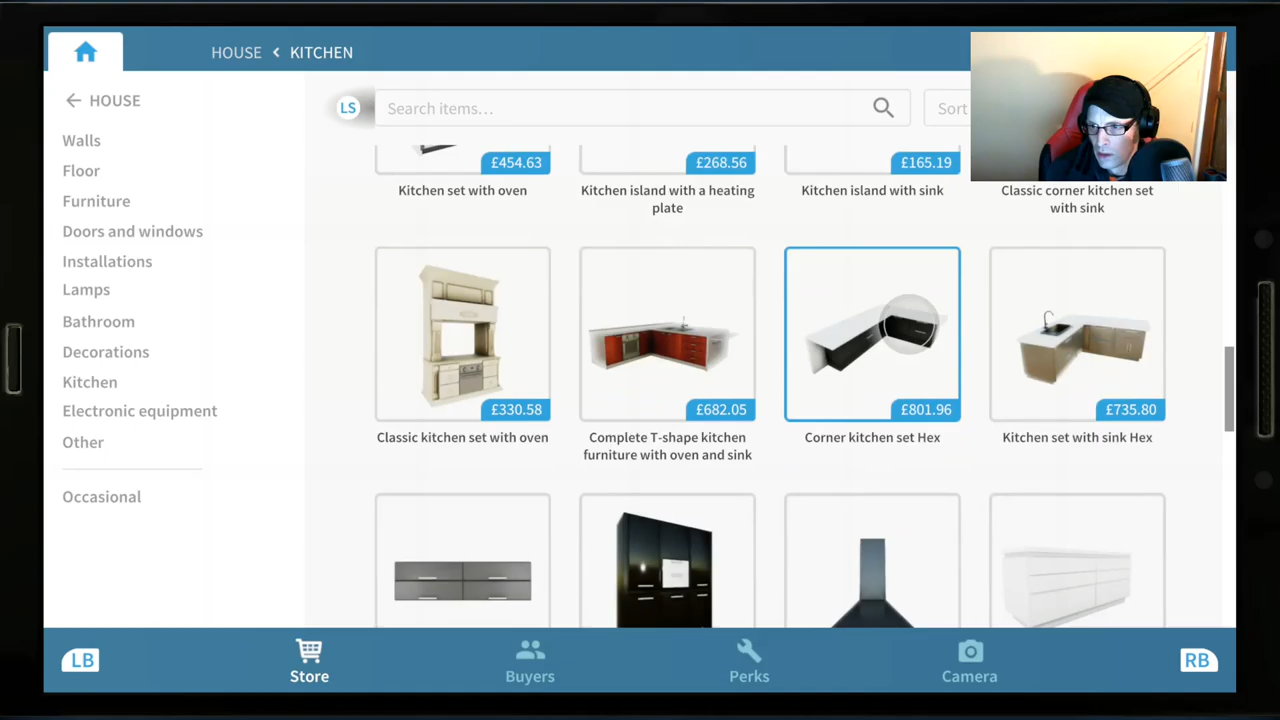 HOUSE < KITCHEN
HOUSE
LS
Search items...
Sort
Walls
Floor
Furniture
Doors and windows
Installations
Lamps
Bathroom
Decorations
Kitchen
Electronic equipment
Other
Occasional
£454.63
£268.56
£165.19
Kitchen set with oven
Kitchen island with a heating
plate
Kitchen island with sink
Classic corner kitchen set
with sink
£330.58
£682.05
£801.96
£735.80
Classic kitchen set with oven
Complete T-shape kitchen
furniture with oven and sink
Corner kitchen set Hex
Kitchen set with sink Hex
LB
Store
Buyers
Perks
Camera
RB